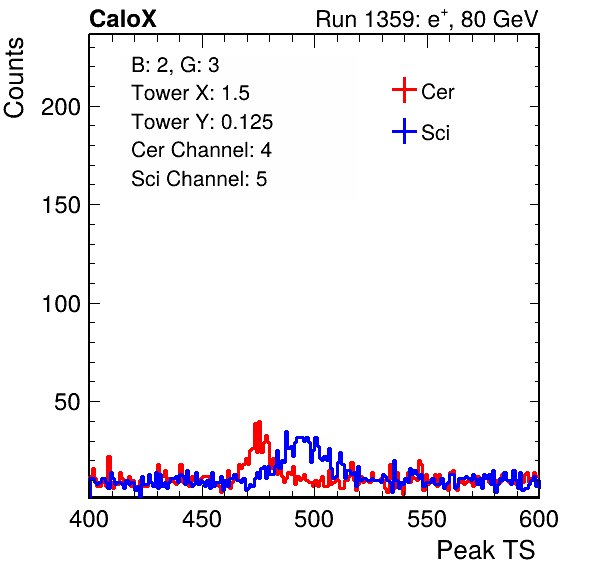 CaloX
Run 1359: e+, 80 GeV
Counts
B: 2, G: 3
Tower X: 1.5
Tower Y: 0.125
Cer Channel: 4
Sci Channel: 5
Cer
Sci
200
150
100
50
400 450 500 550 600
Peak TS